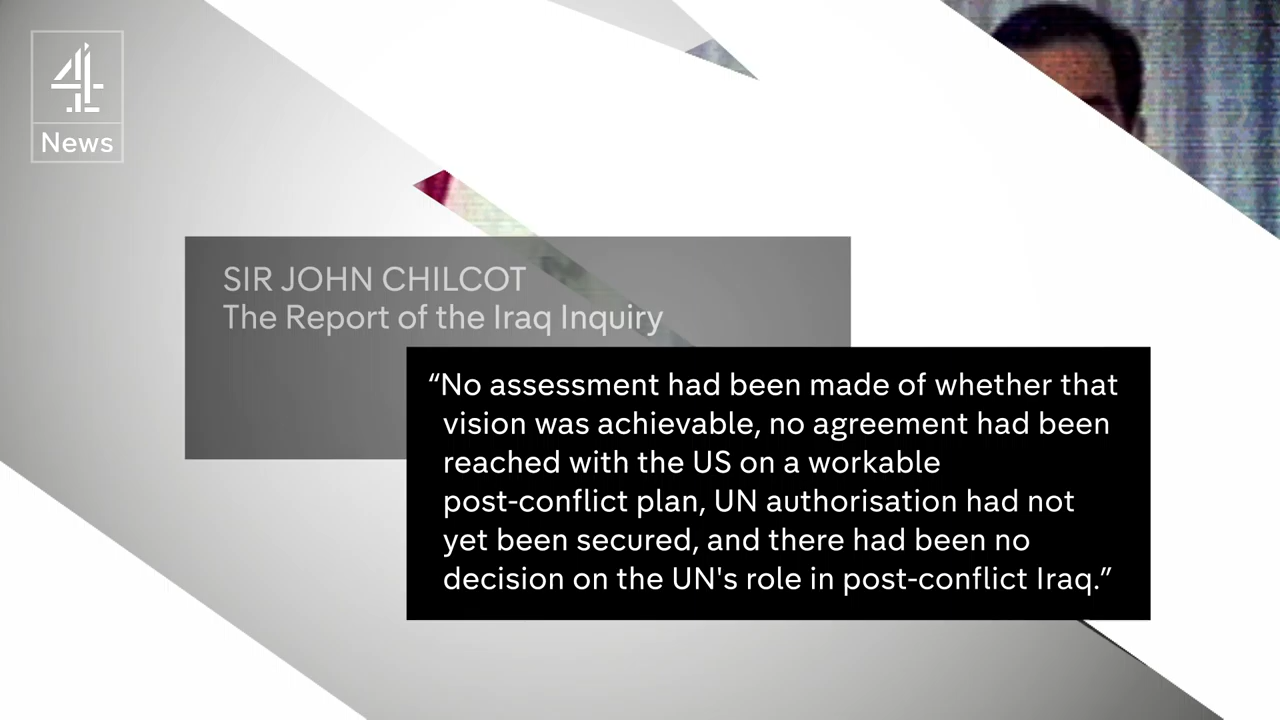 4
News
SIR JOHN CHILCOT
The Report of the Iraq Inquiry
“No assessment had been made of whether that
vision was achievable, no agreement had been
reached with the US on a workable
post-conflict plan, UN authorisation had not
yet been secured, and there had been no
decision on the UN's role in post-conflict Iraq.”